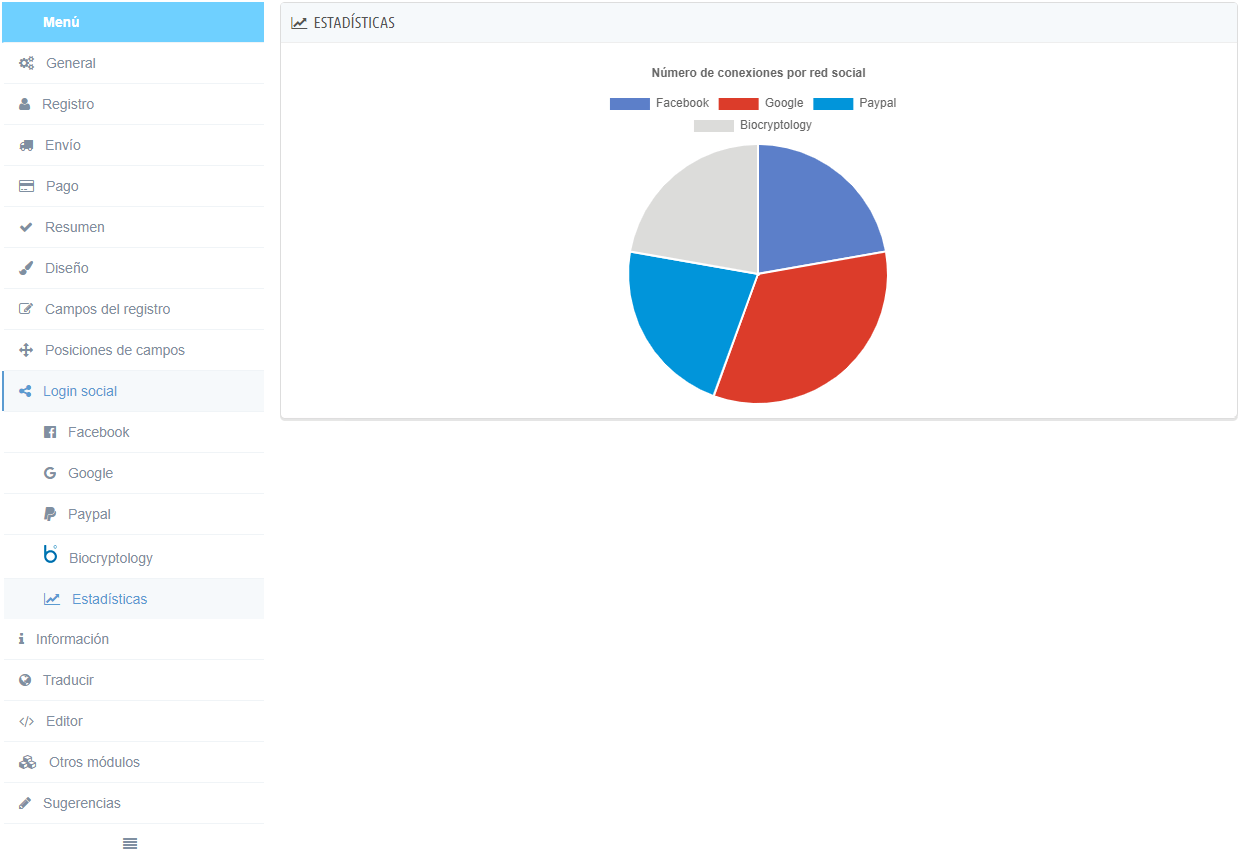 Menú
General
Registro
Envío
Pago
Resumen
Diseño
Campos del registro
Posiciones de campos
Login social
Facebook
Google
Paypal
Biocryptology
Estadísticas
Información
Traducir
Editor
Otros módulos
Sugerencias
ESTADÍSTICAS
Número de conexiones por red social
Facebook Google Paypal
Biocryptology